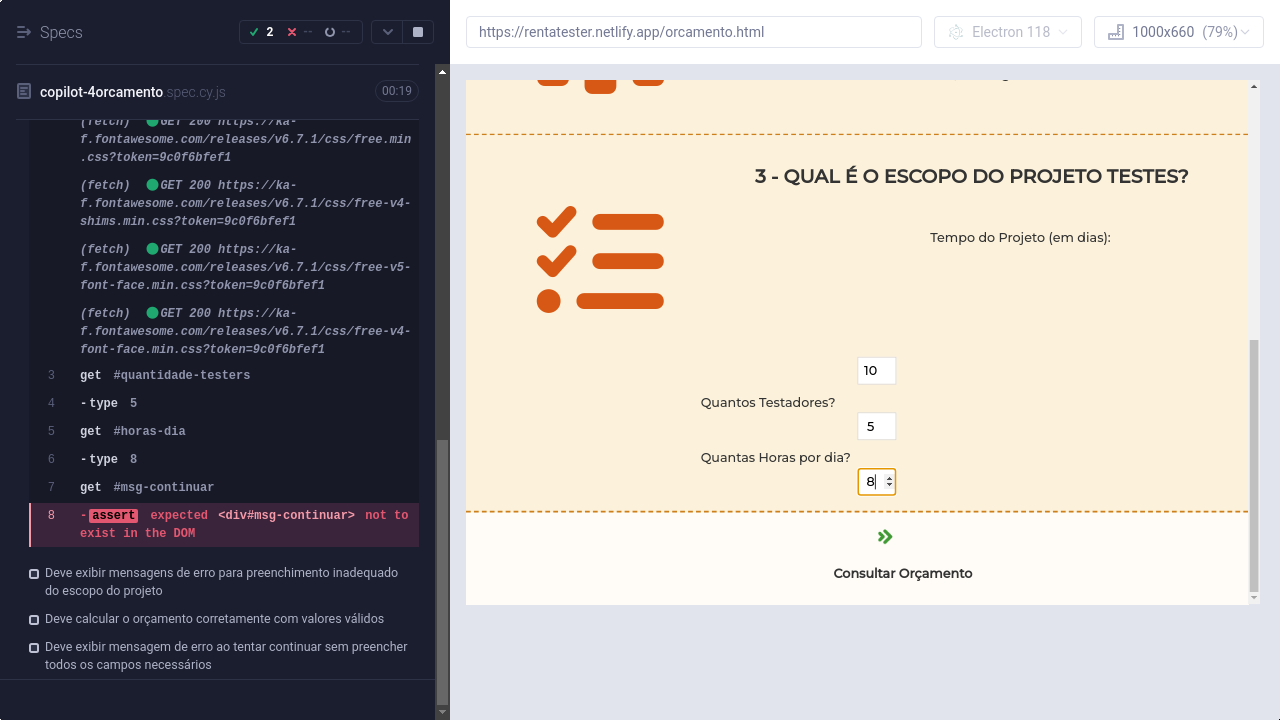 Specs
2
--
--
https://rentatester.netlify.app/orcamento.html
Electron 118
1000x660 (79%)
copilot-4orcamento.spec.cy.js
00:19
(fetch) GET 200 https://ka-
f.fontawesome.com/releases/v6.7.1/css/free.min
.css?token=9c0f6bfef1
(fetch) GET 200 https://ka-
f.fontawesome.com/releases/v6.7.1/css/free-v4-
shims.min.css?token=9c0f6bfef1
(fetch) GET 200 https://ka-
f.fontawesome.com/releases/v6.7.1/css/free-v5-
font-face.min.css?token=9c0f6bfef1
(fetch) GET 200 https://ka-
f.fontawesome.com/releases/v6.7.1/css/free-v4-
font-face.min.css?token=9c0f6bfef1
3 get #quantidade-testers
4 -type 5
5 get #horas-dia
6 -type 8
7 get #msg-continuar
8 -assert expected <div#msg-continuar> not to
exist in the DOM
Deve exibir mensagens de erro para preenchimento inadequado
do escopo do projeto
Deve calcular o orçamento corretamente com valores válidos
Deve exibir mensagem de erro ao tentar continuar sem preencher
todos os campos necessários
3 - QUAL É O ESCOPO DO PROJETO TESTES?
Tempo do Projeto (em dias):
10
Quantos Testadores?
5
Quantas Horas por dia?
8
Consultar Orçamento